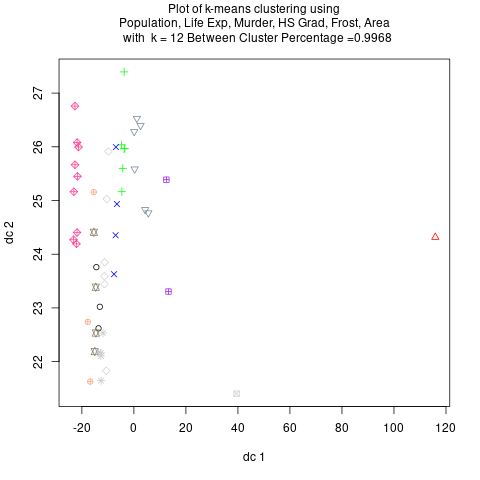 Plot of k-means clustering using
Population, Life Exp, Murder, HS Grad, Frost, Area
with k = 12 Between Cluster Percentage =0.9968
27
26
25
24
23
22
dc 2
-20
0
20
40
60
80
100
120
dc 1